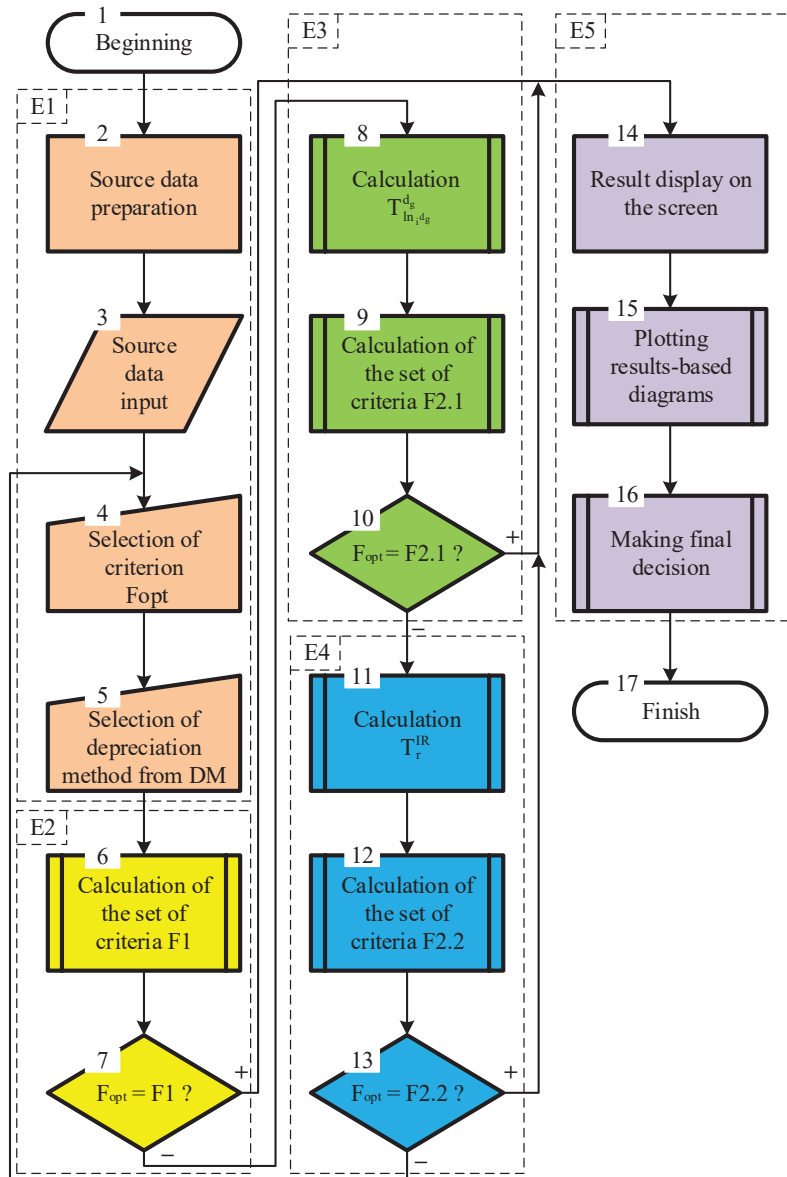 1
Beginning
E1
2
Source data
preparation
3
Source
data
input
4
Selection of
criterion
Fopt
5
Selection of
depreciation
method from DM
E2
6
Calculation of
the set of
criteria F1
7
Fopt = F1 ?
+
–
E3
8
Calculation
T ln i dg dg
9
Calculation of
the set of
criteria F2.1
10
Fopt = F2.1 ?
+
–
E4
11
Calculation
T r IR
12
Calculation of
the set of
criteria F2.2
13
Fopt = F2.2 ?
+
–
E5
14
Result display on
the screen
15
Plotting
results-based
diagrams
16
Making final
decision
17
Finish